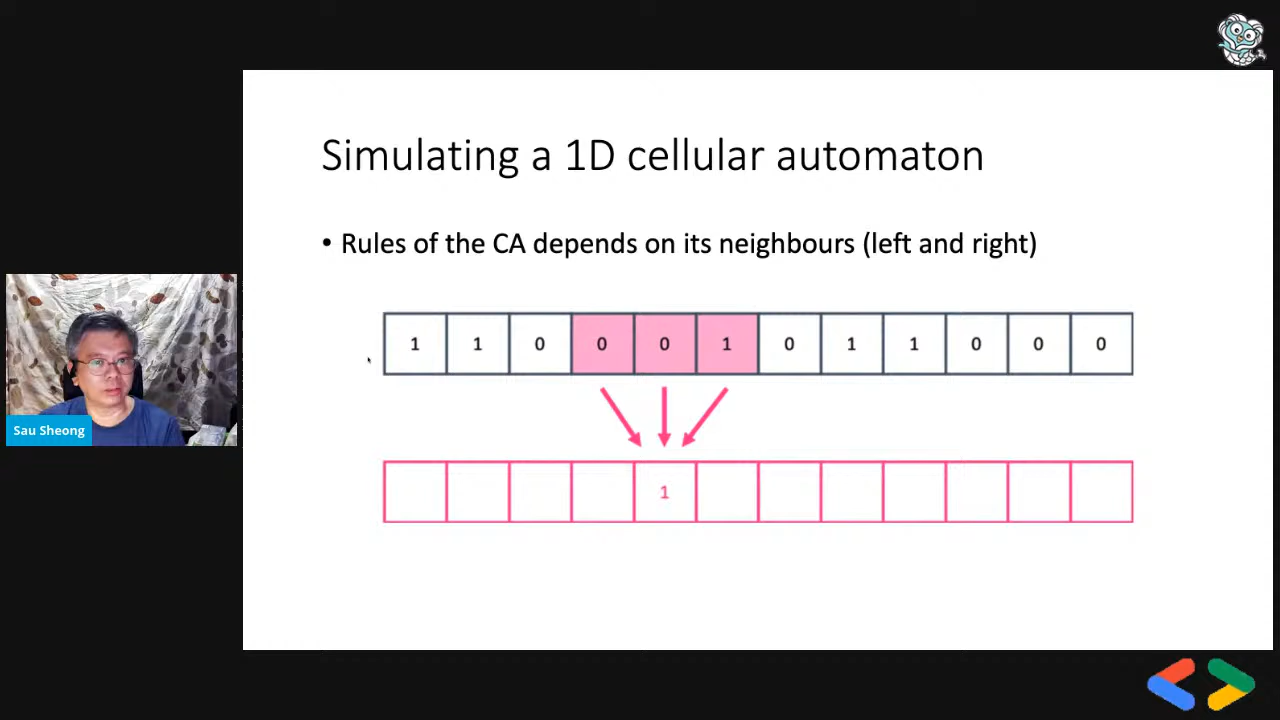 Simulating a 1D cellular automaton
• Rules of the CA depends on its neighbours (left and right)
1 1 0 0 0 1 0 1 1 0 0 0
1
Sau Sheong